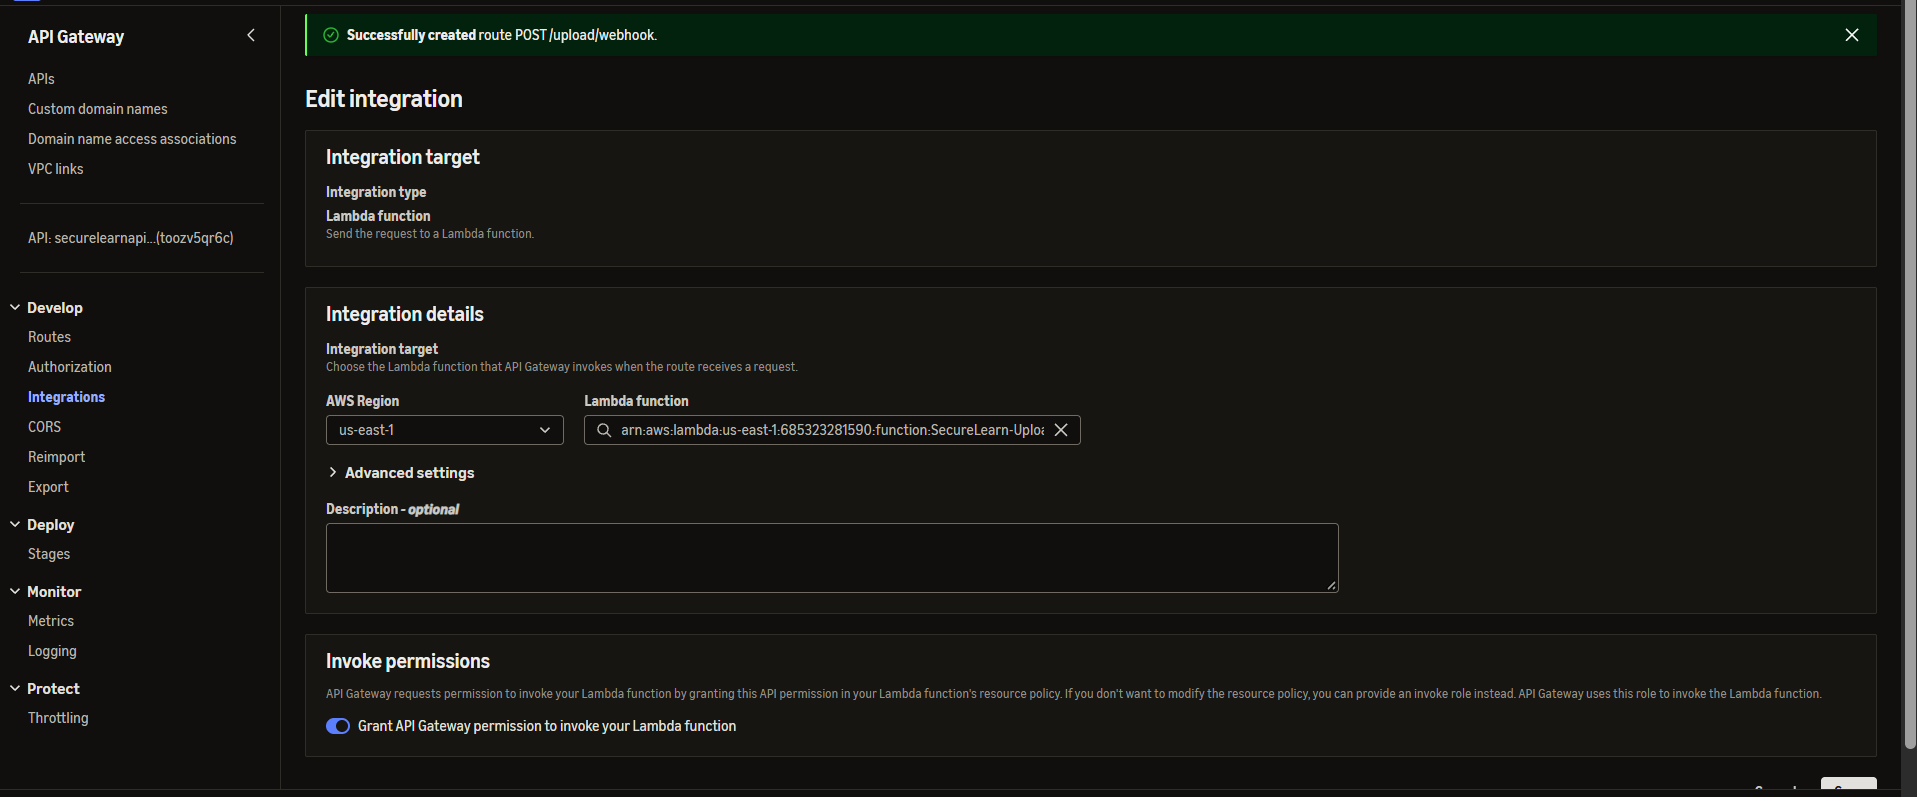 API Gateway
APIs
Custom domain names
Domain name access associations
VPC links
API: securelearnapi...(toozv5qr6c)
Develop
Routes
Authorization
Integrations
CORS
Reimport
Export
Deploy
Stages
Monitor
Metrics
Logging
Protect
Throttling
Successfully created route POST /upload/webhook.
Edit integration
Integration target
Integration type
Lambda function
Send the request to a Lambda function.
Integration details
Integration target
Choose the Lambda function that API Gateway invokes when the route receives a request.
AWS Region Lambda function
us-east-1 arn:aws:lambda:us-east-1:685323281590:function:SecureLearn-Uploa
Advanced settings
Description - optional
Invoke permissions
API Gateway requests permission to invoke your Lambda function by granting this API permission in your Lambda function's resource policy. If you don't want to modify the resource policy, you can provide an invoke role instead. API Gateway uses this role to invoke the Lambda function.
Grant API Gateway permission to invoke your Lambda function